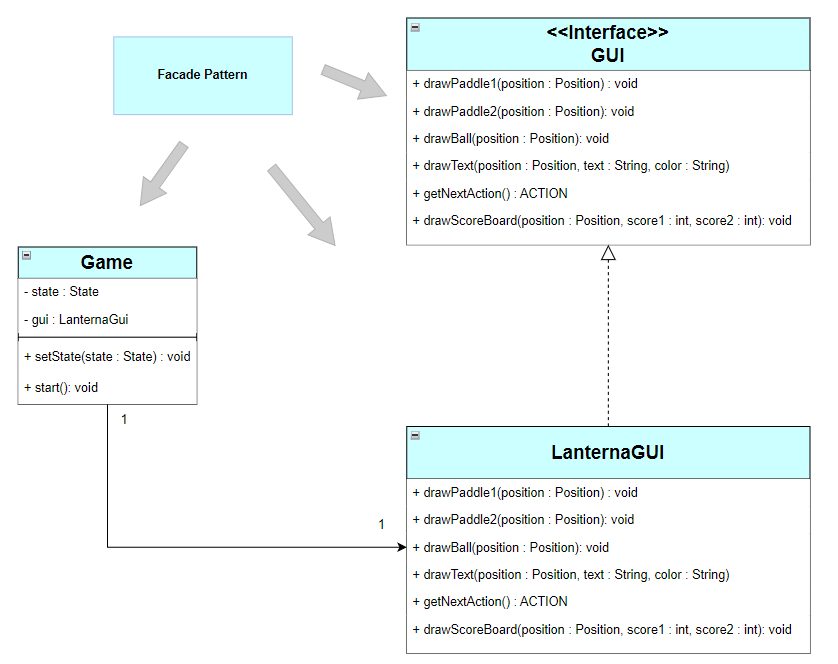 Facade Pattern
<<Interface>>
GUI
+ drawPaddle1(position : Position) : void
+ drawPaddle2(position : Position): void
+ drawBall(position : Position): void
+ drawText(position : Position, text : String, color : String)
+ getNextAction() : ACTION
+ drawScoreBoard(position : Position, score1 : int, score2 : int): void
Game
- state : State
- gui : LanternaGui
+ setState(state : State) : void
+ start(): void
1
1
LanternaGUI
+ drawPaddle1(position : Position) : void
+ drawPaddle2(position : Position): void
+ drawBall(position : Position): void
+ drawText(position : Position, text : String, color : String)
+ getNextAction() : ACTION
+ drawScoreBoard(position : Position, score1 : int, score2 : int): void